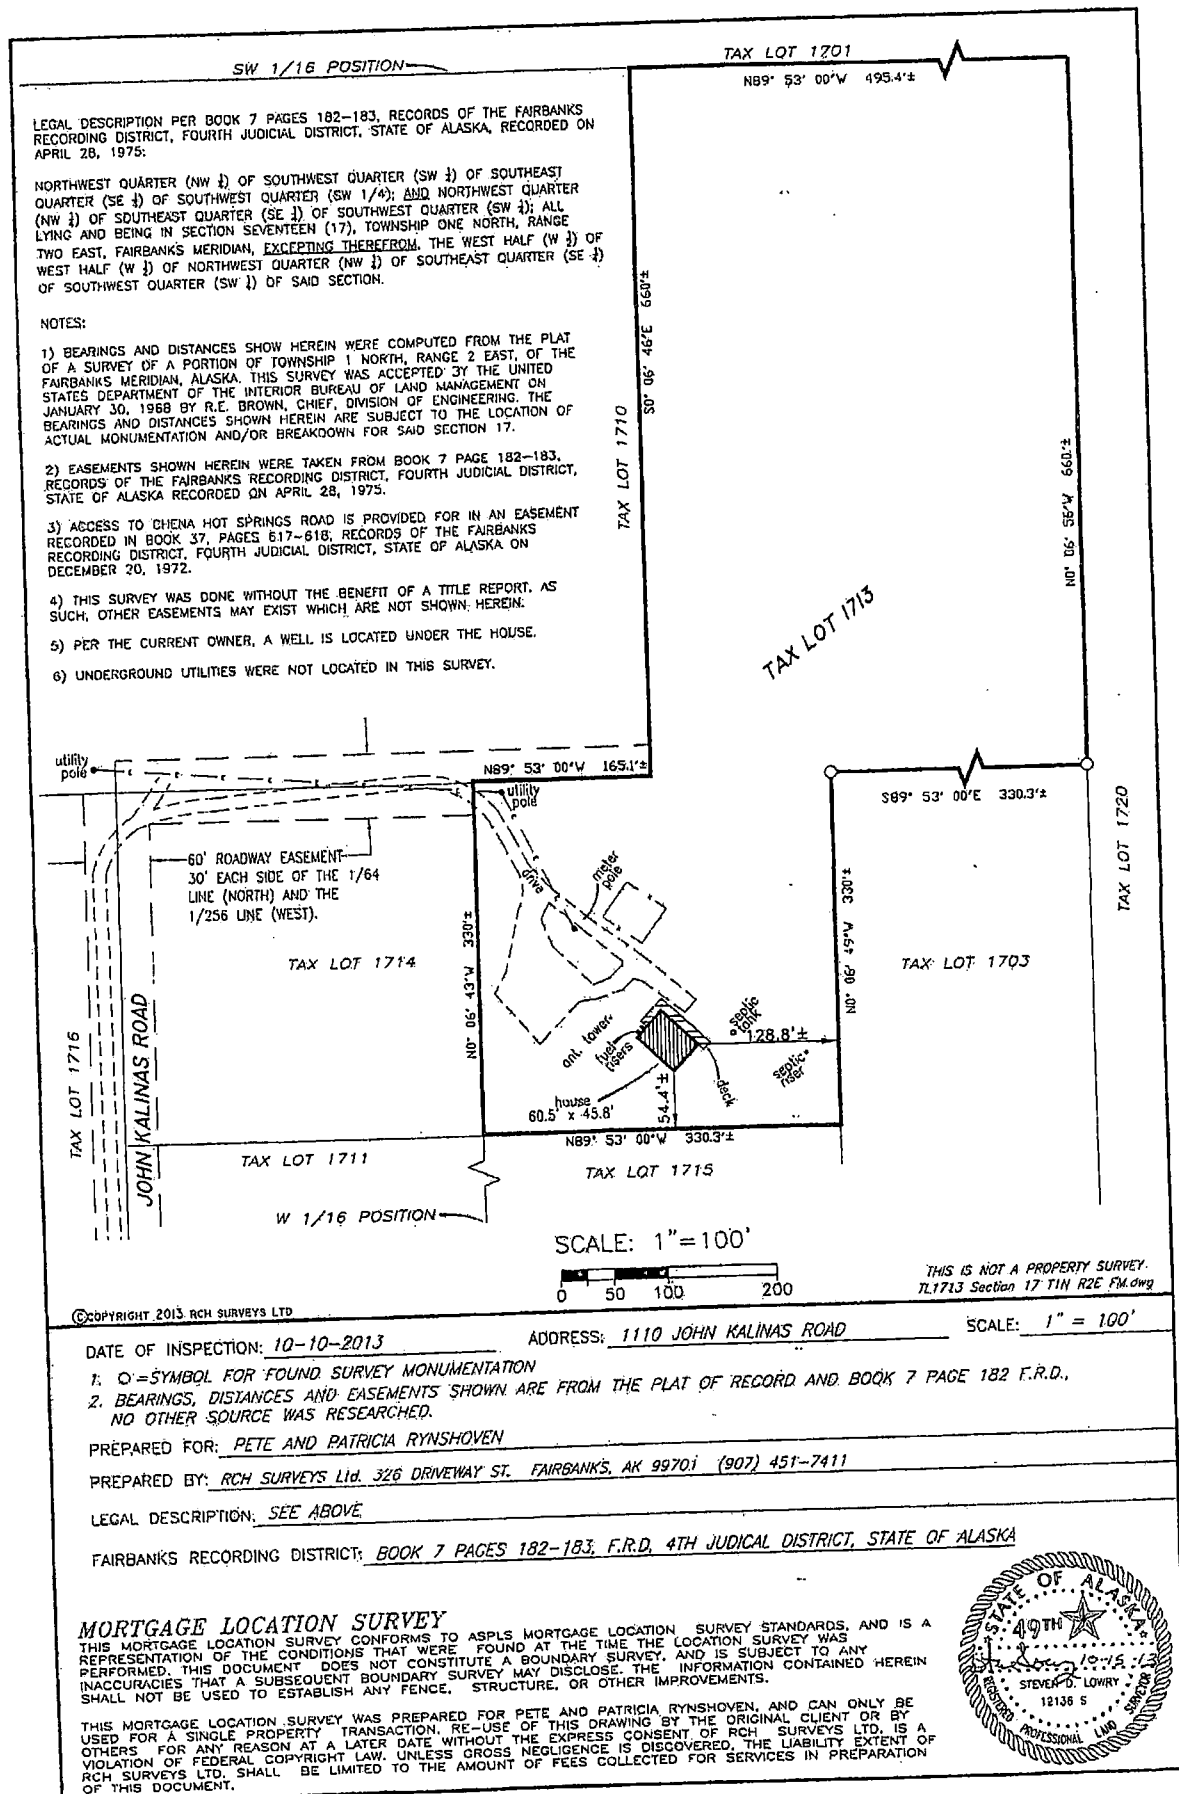 SW 1/16 POSITION
TAX LOT 1701
N89° 53' 00"W 495.4'±
LEGAL DESCRIPTION PER BOOK 7 PAGES 182-183, RECORDS OF THE FAIRBANKS
RECORDING DISTRICT, FOURTH JUDICIAL DISTRICT, STATE OF ALASKA, RECORDED ON
APRIL 28, 1975:
NORTHWEST QUARTER (NW ¼) OF SOUTHWEST QUARTER (SW ¼) OF SOUTHEAST
QUARTER (SE ¼) OF SOUTHWEST QUARTER (SW 1/4); AND NORTHWEST QUARTER
(NW ¼) OF SOUTHEAST QUARTER (SE ¼) OF SOUTHWEST QUARTER (SW ¼); ALL
LYING AND BEING IN SECTION SEVENTEEN (17), TOWNSHIP ONE NORTH, RANGE
TWO EAST, FAIRBANKS MERIDIAN, EXCEPTING THEREFROM, THE WEST HALF (W ½) OF
WEST HALF (W ½) OF NORTHWEST QUARTER (NW ¼) OF SOUTHEAST QUARTER (SE ¼)
OF SOUTHWEST QUARTER (SW ¼) OF SAID SECTION.
NOTES:
1) BEARINGS AND DISTANCES SHOW HEREIN WERE COMPUTED FROM THE PLAT
OF A SURVEY OF A PORTION OF TOWNSHIP 1 NORTH, RANGE 2 EAST, OF THE
FAIRBANKS MERIDIAN, ALASKA. THIS SURVEY WAS ACCEPTED BY THE UNITED
STATES DEPARTMENT OF THE INTERIOR BUREAU OF LAND MANAGEMENT ON
JANUARY 30, 1968 BY R.E. BROWN, CHIEF, DIVISION OF ENGINEERING. THE
BEARINGS AND DISTANCES SHOWN HEREIN ARE SUBJECT TO THE LOCATION OF
ACTUAL MONUMENTATION AND/OR BREAKDOWN FOR SAID SECTION 17.
2) EASEMENTS SHOWN HEREIN WERE TAKEN FROM BOOK 7 PAGE 182-183,
RECORDS OF THE FAIRBANKS RECORDING DISTRICT, FOURTH JUDICIAL DISTRICT,
STATE OF ALASKA RECORDED ON APRIL 28, 1975.
3) ACCESS TO CHENA HOT SPRINGS ROAD IS PROVIDED FOR IN AN EASEMENT
RECORDED IN BOOK 37, PAGES 617-618, RECORDS OF THE FAIRBANKS
RECORDING DISTRICT, FOURTH JUDICIAL DISTRICT, STATE OF ALASKA ON
DECEMBER 20, 1972.
4) THIS SURVEY WAS DONE WITHOUT THE BENEFIT OF A TITLE REPORT, AS
SUCH, OTHER EASEMENTS MAY EXIST WHICH ARE NOT SHOWN HEREIN.
5) PER THE CURRENT OWNER, A WELL IS LOCATED UNDER THE HOUSE.
6) UNDERGROUND UTILITIES WERE NOT LOCATED IN THIS SURVEY.
S0° 06' 46"E 660'±
TAX LOT 1710
N0° 06' 56"W 660.'±
TAX LOT 1713
utility
pole
N89° 53' 00"W 165.1'±
utility
pole
S89° 53' 00"E 330.3'±
TAX LOT 1720
60' ROADWAY EASEMENT
30' EACH SIDE OF THE 1/64
LINE (NORTH) AND THE
1/256 LINE (WEST).
drive
meter
pole
N0° 06' 43"W 330'±
N0° 06' 49"W 330'±
TAX LOT 1714
TAX LOT 1703
TAX LOT 1716
JOHN KALINAS ROAD
ant. tower
fuel
risers
septic
tank
128.8'±
septic
riser
deck
house
60.5' x 45.8'
54.4'±
N89° 53' 00"W 330.3'±
TAX LOT 1711
TAX LOT 1715
W 1/16 POSITION
SCALE: 1"=100'
0 50 100 200
THIS IS NOT A PROPERTY SURVEY.
TL1713 Section 17 T1N R2E FM.dwg
©COPYRIGHT 2013 RCH SURVEYS LTD
DATE OF INSPECTION: 10-10-2013 ADDRESS: 1110 JOHN KALINAS ROAD SCALE: 1" = 100'
1. O =SYMBOL FOR FOUND SURVEY MONUMENTATION
2. BEARINGS, DISTANCES AND EASEMENTS SHOWN ARE FROM THE PLAT OF RECORD AND BOOK 7 PAGE 182 F.R.D.,
NO OTHER SOURCE WAS RESEARCHED.
PREPARED FOR: PETE AND PATRICIA RYNSHOVEN
PREPARED BY: RCH SURVEYS Ltd. 326 DRIVEWAY ST. FAIRBANKS, AK 99701 (907) 451-7411
LEGAL DESCRIPTION: SEE ABOVE
FAIRBANKS RECORDING DISTRICT: BOOK 7 PAGES 182-183, F.R.D, 4TH JUDICAL DISTRICT, STATE OF ALASKA
MORTGAGE LOCATION SURVEY
THIS MORTGAGE LOCATION SURVEY CONFORMS TO ASPLS MORTGAGE LOCATION SURVEY STANDARDS, AND IS A
REPRESENTATION OF THE CONDITIONS THAT WERE FOUND AT THE TIME THE LOCATION SURVEY WAS
PERFORMED. THIS DOCUMENT DOES NOT CONSTITUTE A BOUNDARY SURVEY, AND IS SUBJECT TO ANY
INACCURACIES THAT A SUBSEQUENT BOUNDARY SURVEY MAY DISCLOSE. THE INFORMATION CONTAINED HEREIN
SHALL NOT BE USED TO ESTABLISH ANY FENCE, STRUCTURE, OR OTHER IMPROVEMENTS.
THIS MORTGAGE LOCATION SURVEY WAS PREPARED FOR PETE AND PATRICIA RYNSHOVEN, AND CAN ONLY BE
USED FOR A SINGLE PROPERTY TRANSACTION. RE-USE OF THIS DRAWING BY THE ORIGINAL CLIENT OR BY
OTHERS FOR ANY REASON AT A LATER DATE WITHOUT THE EXPRESS CONSENT OF RCH SURVEYS LTD. IS A
VIOLATION OF FEDERAL COPYRIGHT LAW. UNLESS GROSS NEGLIGENCE IS DISCOVERED, THE LIABILITY EXTENT OF
RCH SURVEYS LTD. SHALL BE LIMITED TO THE AMOUNT OF FEES COLLECTED FOR SERVICES IN PREPARATION
OF THIS DOCUMENT.
STATE OF ALASKA
49TH
10-15-13
STEVEN D. LOWRY
12136 S
REGISTERED PROFESSIONAL LAND SURVEYOR